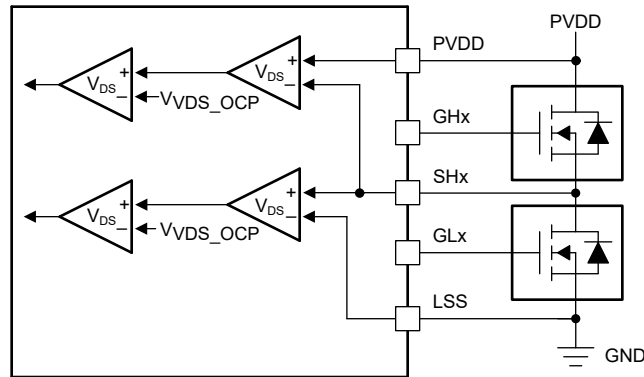 PVDD
PVDD
+
V_DS
–
+
V_DS
–
V_VDS_OCP
GHx
SHx
+
V_DS
–
+
V_DS
–
V_VDS_OCP
GLx
LSS
GND